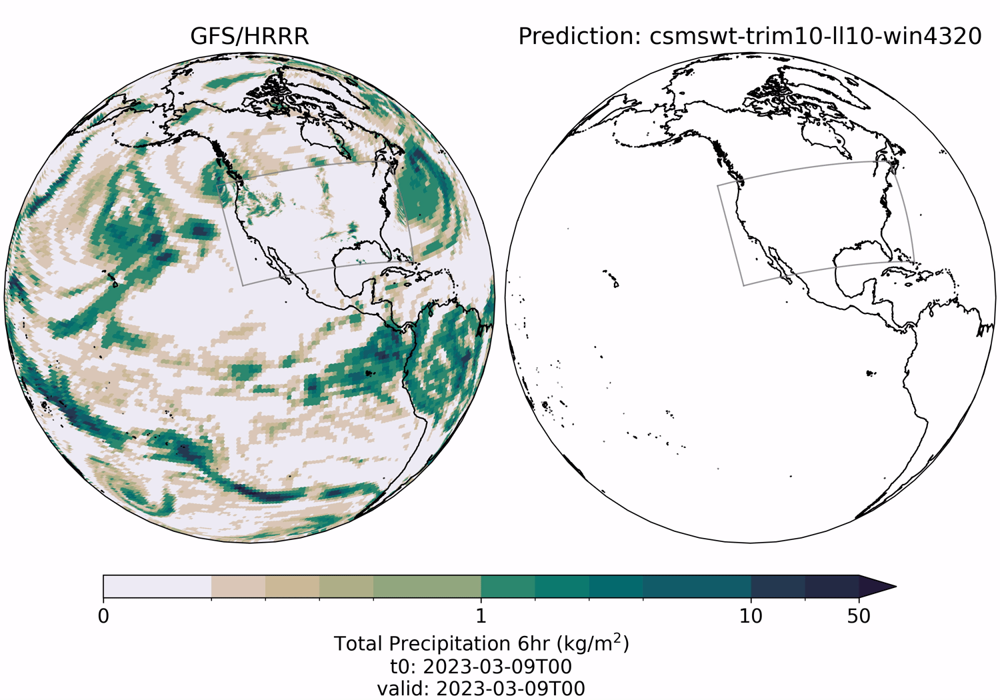 GFS/HRRR
Prediction: csmswt-trim10-ll10-win4320
0 1 10 50
Total Precipitation 6hr (kg/m²)
t0: 2023-03-09T00
valid: 2023-03-09T00